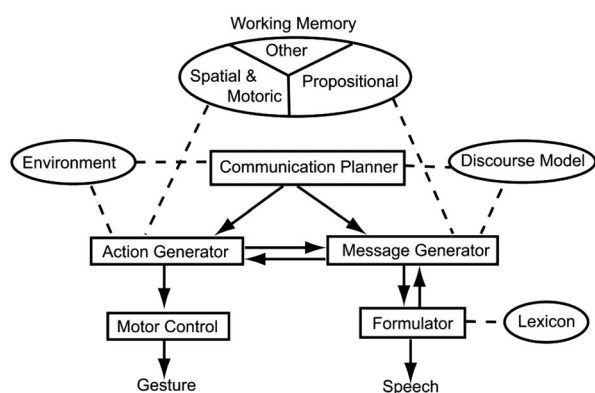 Working Memory
Other
Spatial &
Motoric
Propositional
Environment
Communication Planner
Discourse Model
Action Generator
Message Generator
Motor Control
Formulator
Lexicon
Gesture
Speech